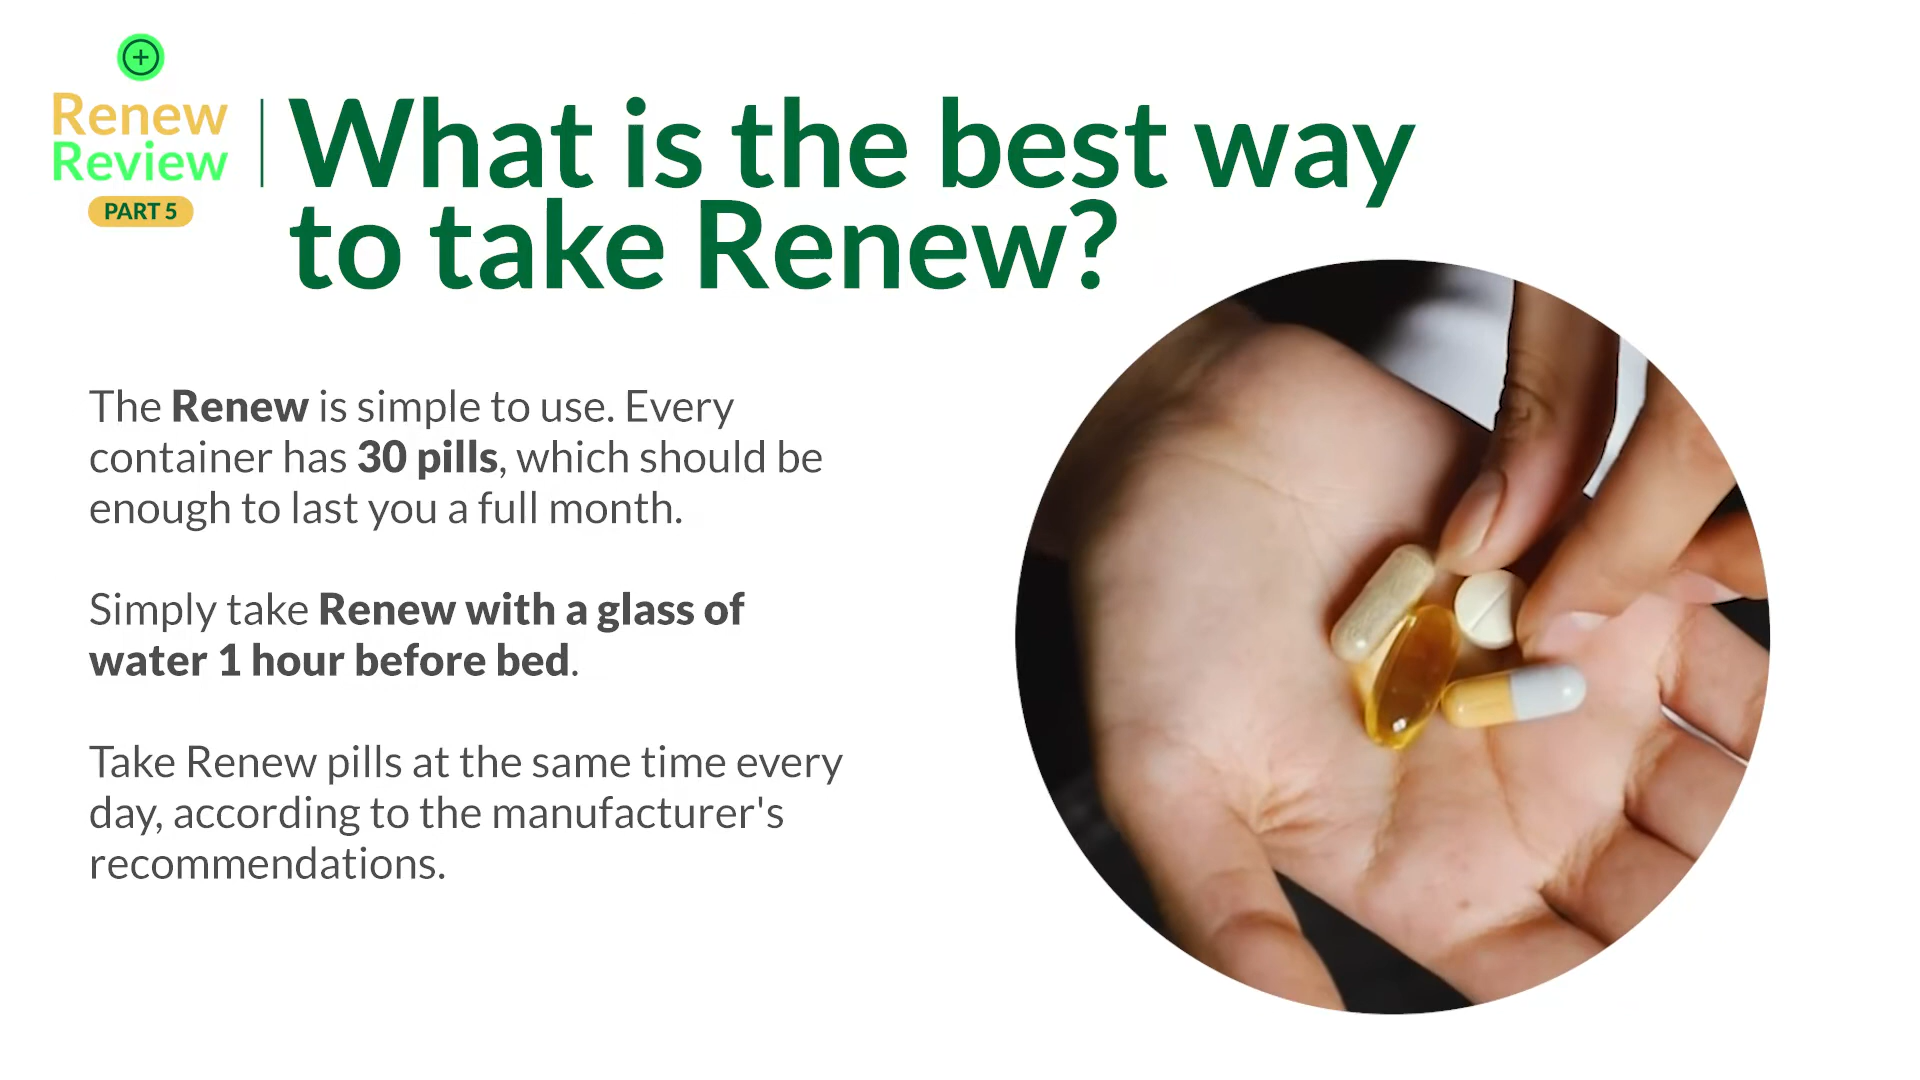 Renew
Review
PART 5
What is the best way
to take Renew?
The Renew is simple to use. Every
container has 30 pills, which should be
enough to last you a full month.
Simply take Renew with a glass of
water 1 hour before bed.
Take Renew pills at the same time every
day, according to the manufacturer's
recommendations.